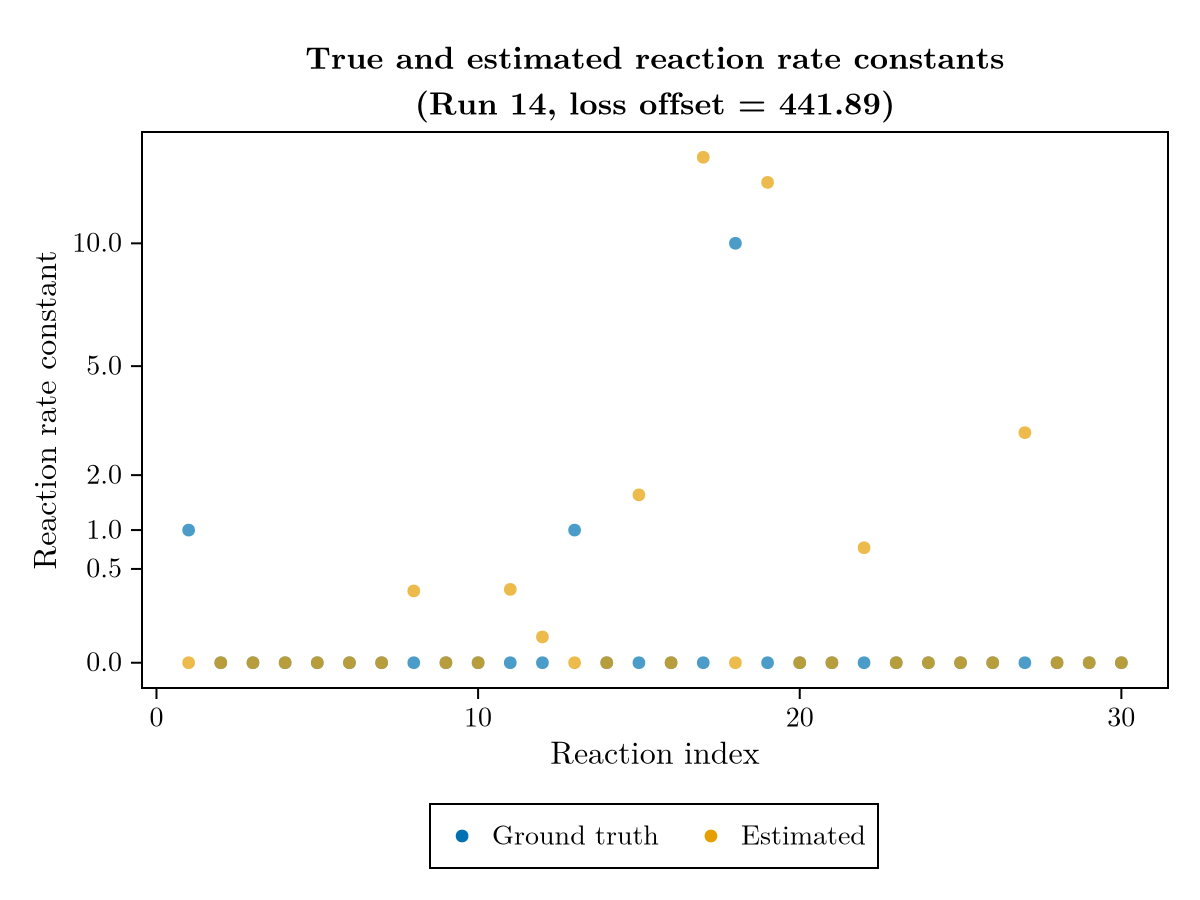 True and estimated reaction rate constants
(Run 14, loss offset = 441.89)
Reaction rate constant
10.0
5.0
2.0
1.0
0.5
0.0
0 10 20 30
Reaction index
Ground truth Estimated